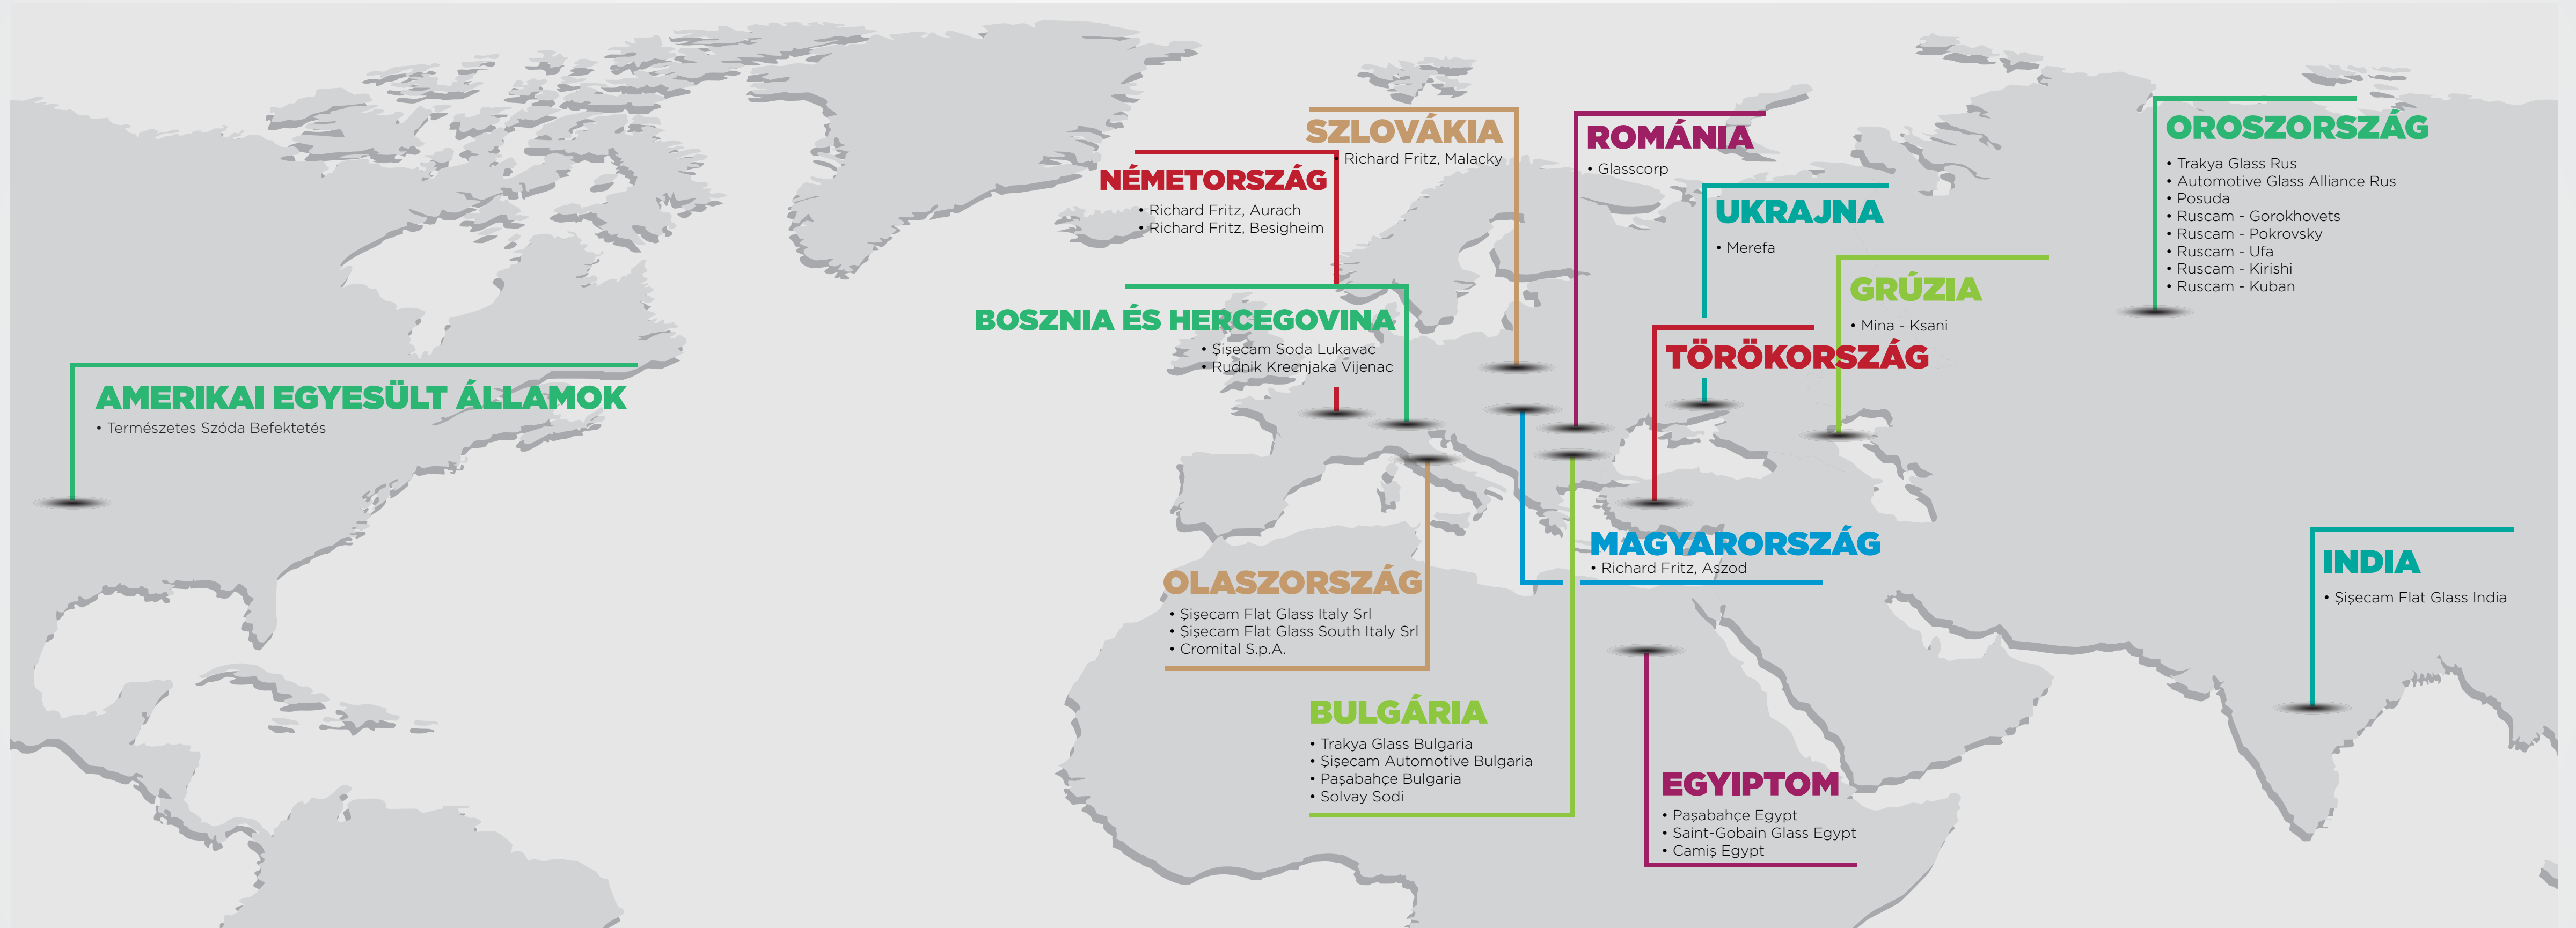 SZLOVÁKIA
• Richard Fritz, Malacky
ROMÁNIA
• Glasscorp
OROSZORSZÁG
• Trakya Glass Rus
• Automotive Glass Alliance Rus
• Posuda
• Ruscam - Gorokhovets
• Ruscam - Pokrovsky
• Ruscam - Ufa
• Ruscam - Kirishi
• Ruscam - Kuban
NÉMETORSZÁG
• Richard Fritz, Aurach
• Richard Fritz, Besigheim
UKRAJNA
• Merefa
GRÚZIA
• Mina - Ksani
BOSZNIA ÉS HERCEGOVINA
• Şişecam Soda Lukavac
• Rudnik Krecnjaka Vijenac
TÖRÖKORSZÁG
AMERIKAI EGYESÜLT ÁLLAMOK
• Természetes Szóda Befektetés
MAGYARORSZÁG
• Richard Fritz, Aszod
INDIA
• Şişecam Flat Glass India
OLASZORSZÁG
• Şişecam Flat Glass Italy Srl
• Şişecam Flat Glass South Italy Srl
• Cromital S.p.A.
BULGÁRIA
• Trakya Glass Bulgaria
• Şişecam Automotive Bulgaria
• Paşabahçe Bulgaria
• Solvay Sodi
EGYIPTOM
• Paşabahçe Egypt
• Saint-Gobain Glass Egypt
• Camiş Egypt